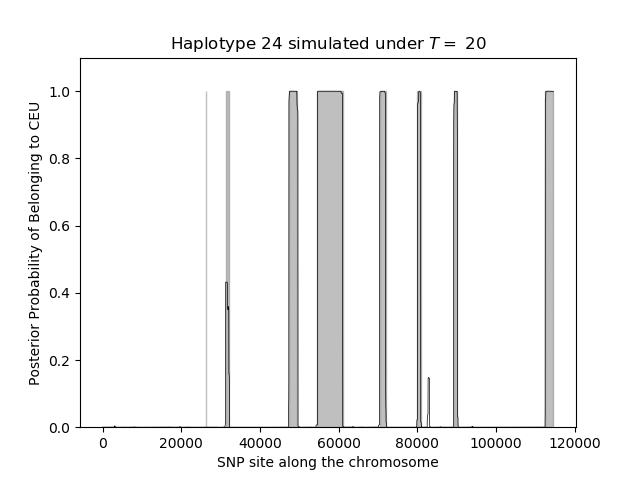 Haplotype 24 simulated under T = 20
Posterior Probability of Belonging to CEU
1.0
0.8
0.6
0.4
0.2
0.0
0 20000 40000 60000 80000 100000 120000
SNP site along the chromosome